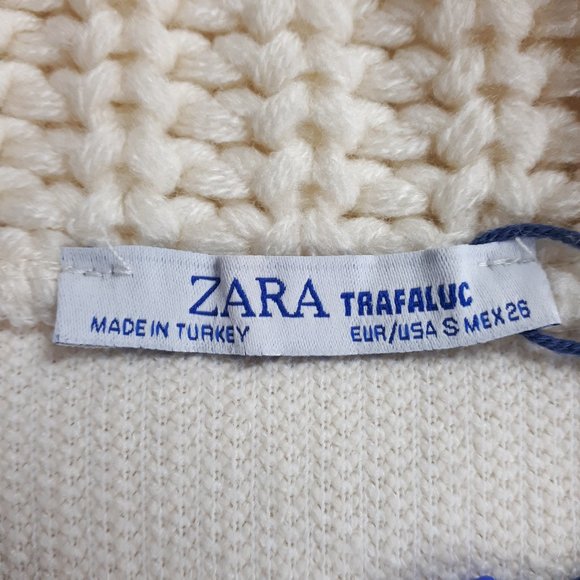 ZARA TRAFALUC
MADE IN TURKEY EUR/USA S MEX 26